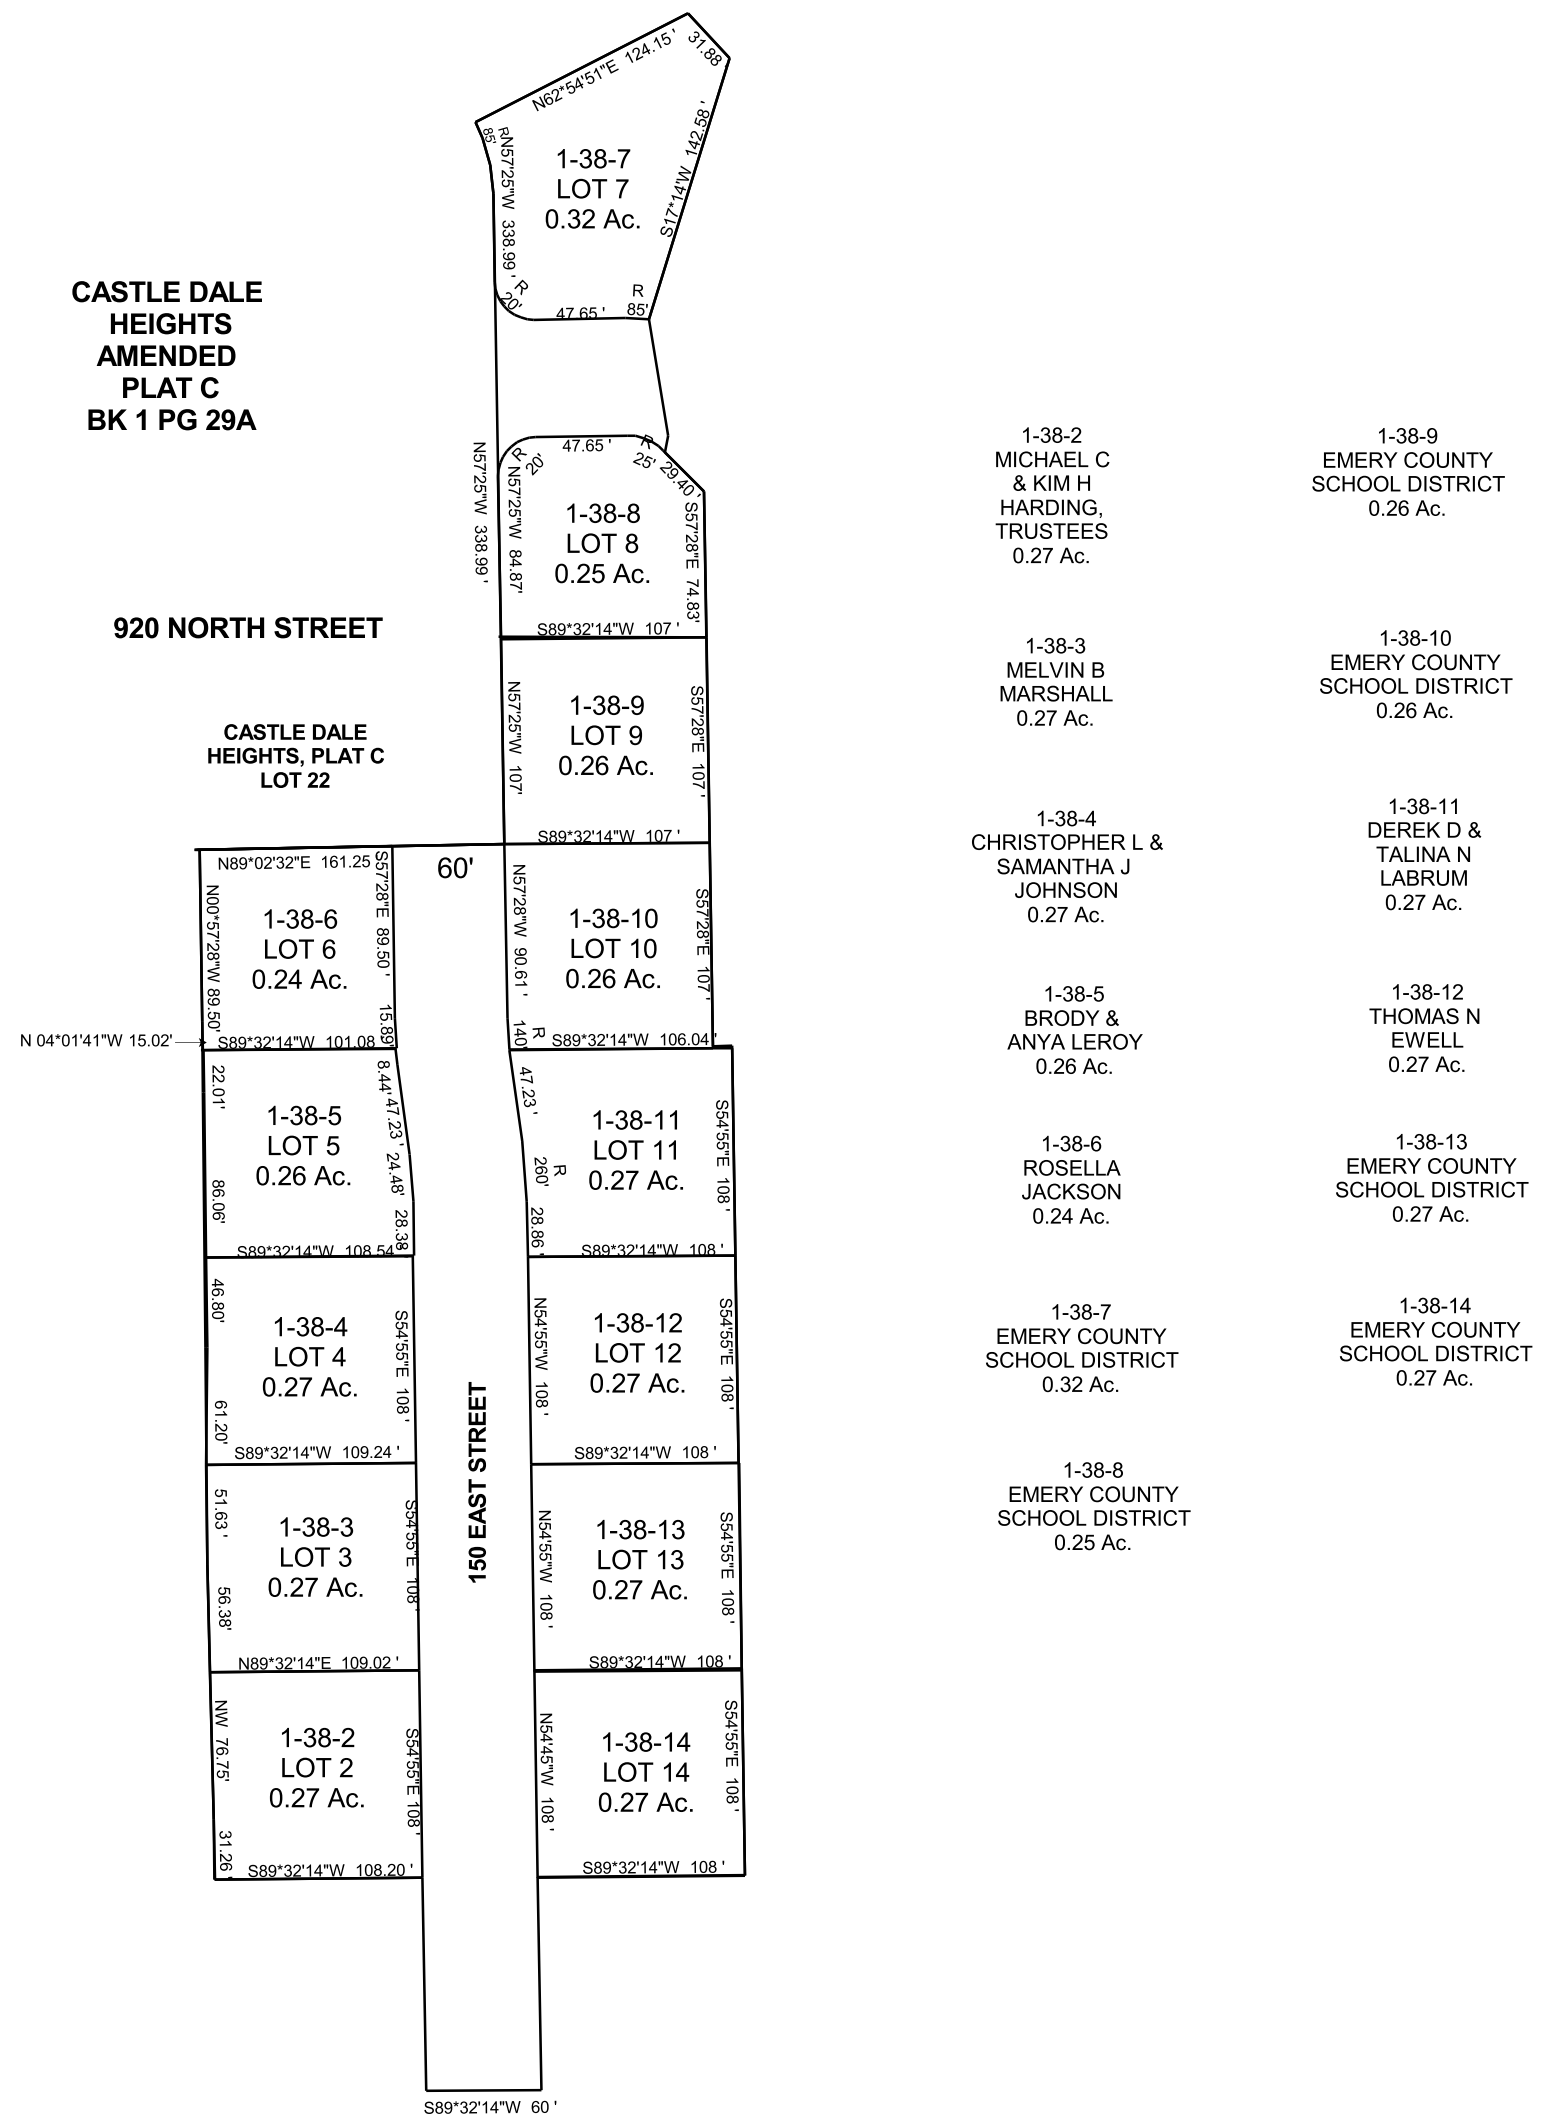 N62*54'51"E 124.15'
31.88
85'
R
N57'25"W 338.99 '
1-38-7
LOT 7
0.32 Ac.
S17*14'W 142.58 '
R
20'
47.65 '
R
85'
CASTLE DALE
HEIGHTS
AMENDED
PLAT C
BK 1 PG 29A
N57'25"W 338.99 '
R
20'
47.65 '
R
25'
29.40 '
N57'25"W 84.87'
1-38-8
LOT 8
0.25 Ac.
S57'28"E 74.83'
S89*32'14"W 107 '
920 NORTH STREET
CASTLE DALE
HEIGHTS, PLAT C
LOT 22
N57'25"W 107'
1-38-9
LOT 9
0.26 Ac.
S57'28"E 107 '
S89*32'14"W 107 '
N89*02'32"E 161.25
60'
N00*57'28"W 89.50'
1-38-6
LOT 6
0.24 Ac.
S57'28"E 89.50 '
15.89'
N57'28"W 90.61 '
140'
R
1-38-10
LOT 10
0.26 Ac.
S57'28"E 107 '
N 04*01'41"W 15.02'
S89*32'14"W 101.08
S89*32'14"W 106.04 '
22.01'
86.06'
1-38-5
LOT 5
0.26 Ac.
8.44'
47.23 '
24.48'
28.38
47.23 '
R
260'
28.86 '
1-38-11
LOT 11
0.27 Ac.
S54'55"E 108 '
S89*32'14"W 108.54
S89*32'14"W 108 '
46.80'
61.20'
1-38-4
LOT 4
0.27 Ac.
S54'55"E 108 '
N54'55"W 108 '
1-38-12
LOT 12
0.27 Ac.
S54'55"E 108 '
S89*32'14"W 109.24 '
S89*32'14"W 108 '
51.63 '
56.38'
1-38-3
LOT 3
0.27 Ac.
S54'55"E 108 '
150 EAST STREET
N54'55"W 108 '
1-38-13
LOT 13
0.27 Ac.
S54'55"E 108 '
N89*32'14"E 109.02 '
S89*32'14"W 108 '
NW 76.75'
31.26 '
1-38-2
LOT 2
0.27 Ac.
S54'55"E 108 '
N54'45"W 108 '
1-38-14
LOT 14
0.27 Ac.
S54'55"E 108 '
S89*32'14"W 108.20 '
S89*32'14"W 108 '
S89*32'14"W 60 '
1-38-2
MICHAEL C
& KIM H
HARDING,
TRUSTEES
0.27 Ac.
1-38-3
MELVIN B
MARSHALL
0.27 Ac.
1-38-4
CHRISTOPHER L &
SAMANTHA J
JOHNSON
0.27 Ac.
1-38-5
BRODY &
ANYA LEROY
0.26 Ac.
1-38-6
ROSELLA
JACKSON
0.24 Ac.
1-38-7
EMERY COUNTY
SCHOOL DISTRICT
0.32 Ac.
1-38-8
EMERY COUNTY
SCHOOL DISTRICT
0.25 Ac.
1-38-9
EMERY COUNTY
SCHOOL DISTRICT
0.26 Ac.
1-38-10
EMERY COUNTY
SCHOOL DISTRICT
0.26 Ac.
1-38-11
DEREK D &
TALINA N
LABRUM
0.27 Ac.
1-38-12
THOMAS N
EWELL
0.27 Ac.
1-38-13
EMERY COUNTY
SCHOOL DISTRICT
0.27 Ac.
1-38-14
EMERY COUNTY
SCHOOL DISTRICT
0.27 Ac.